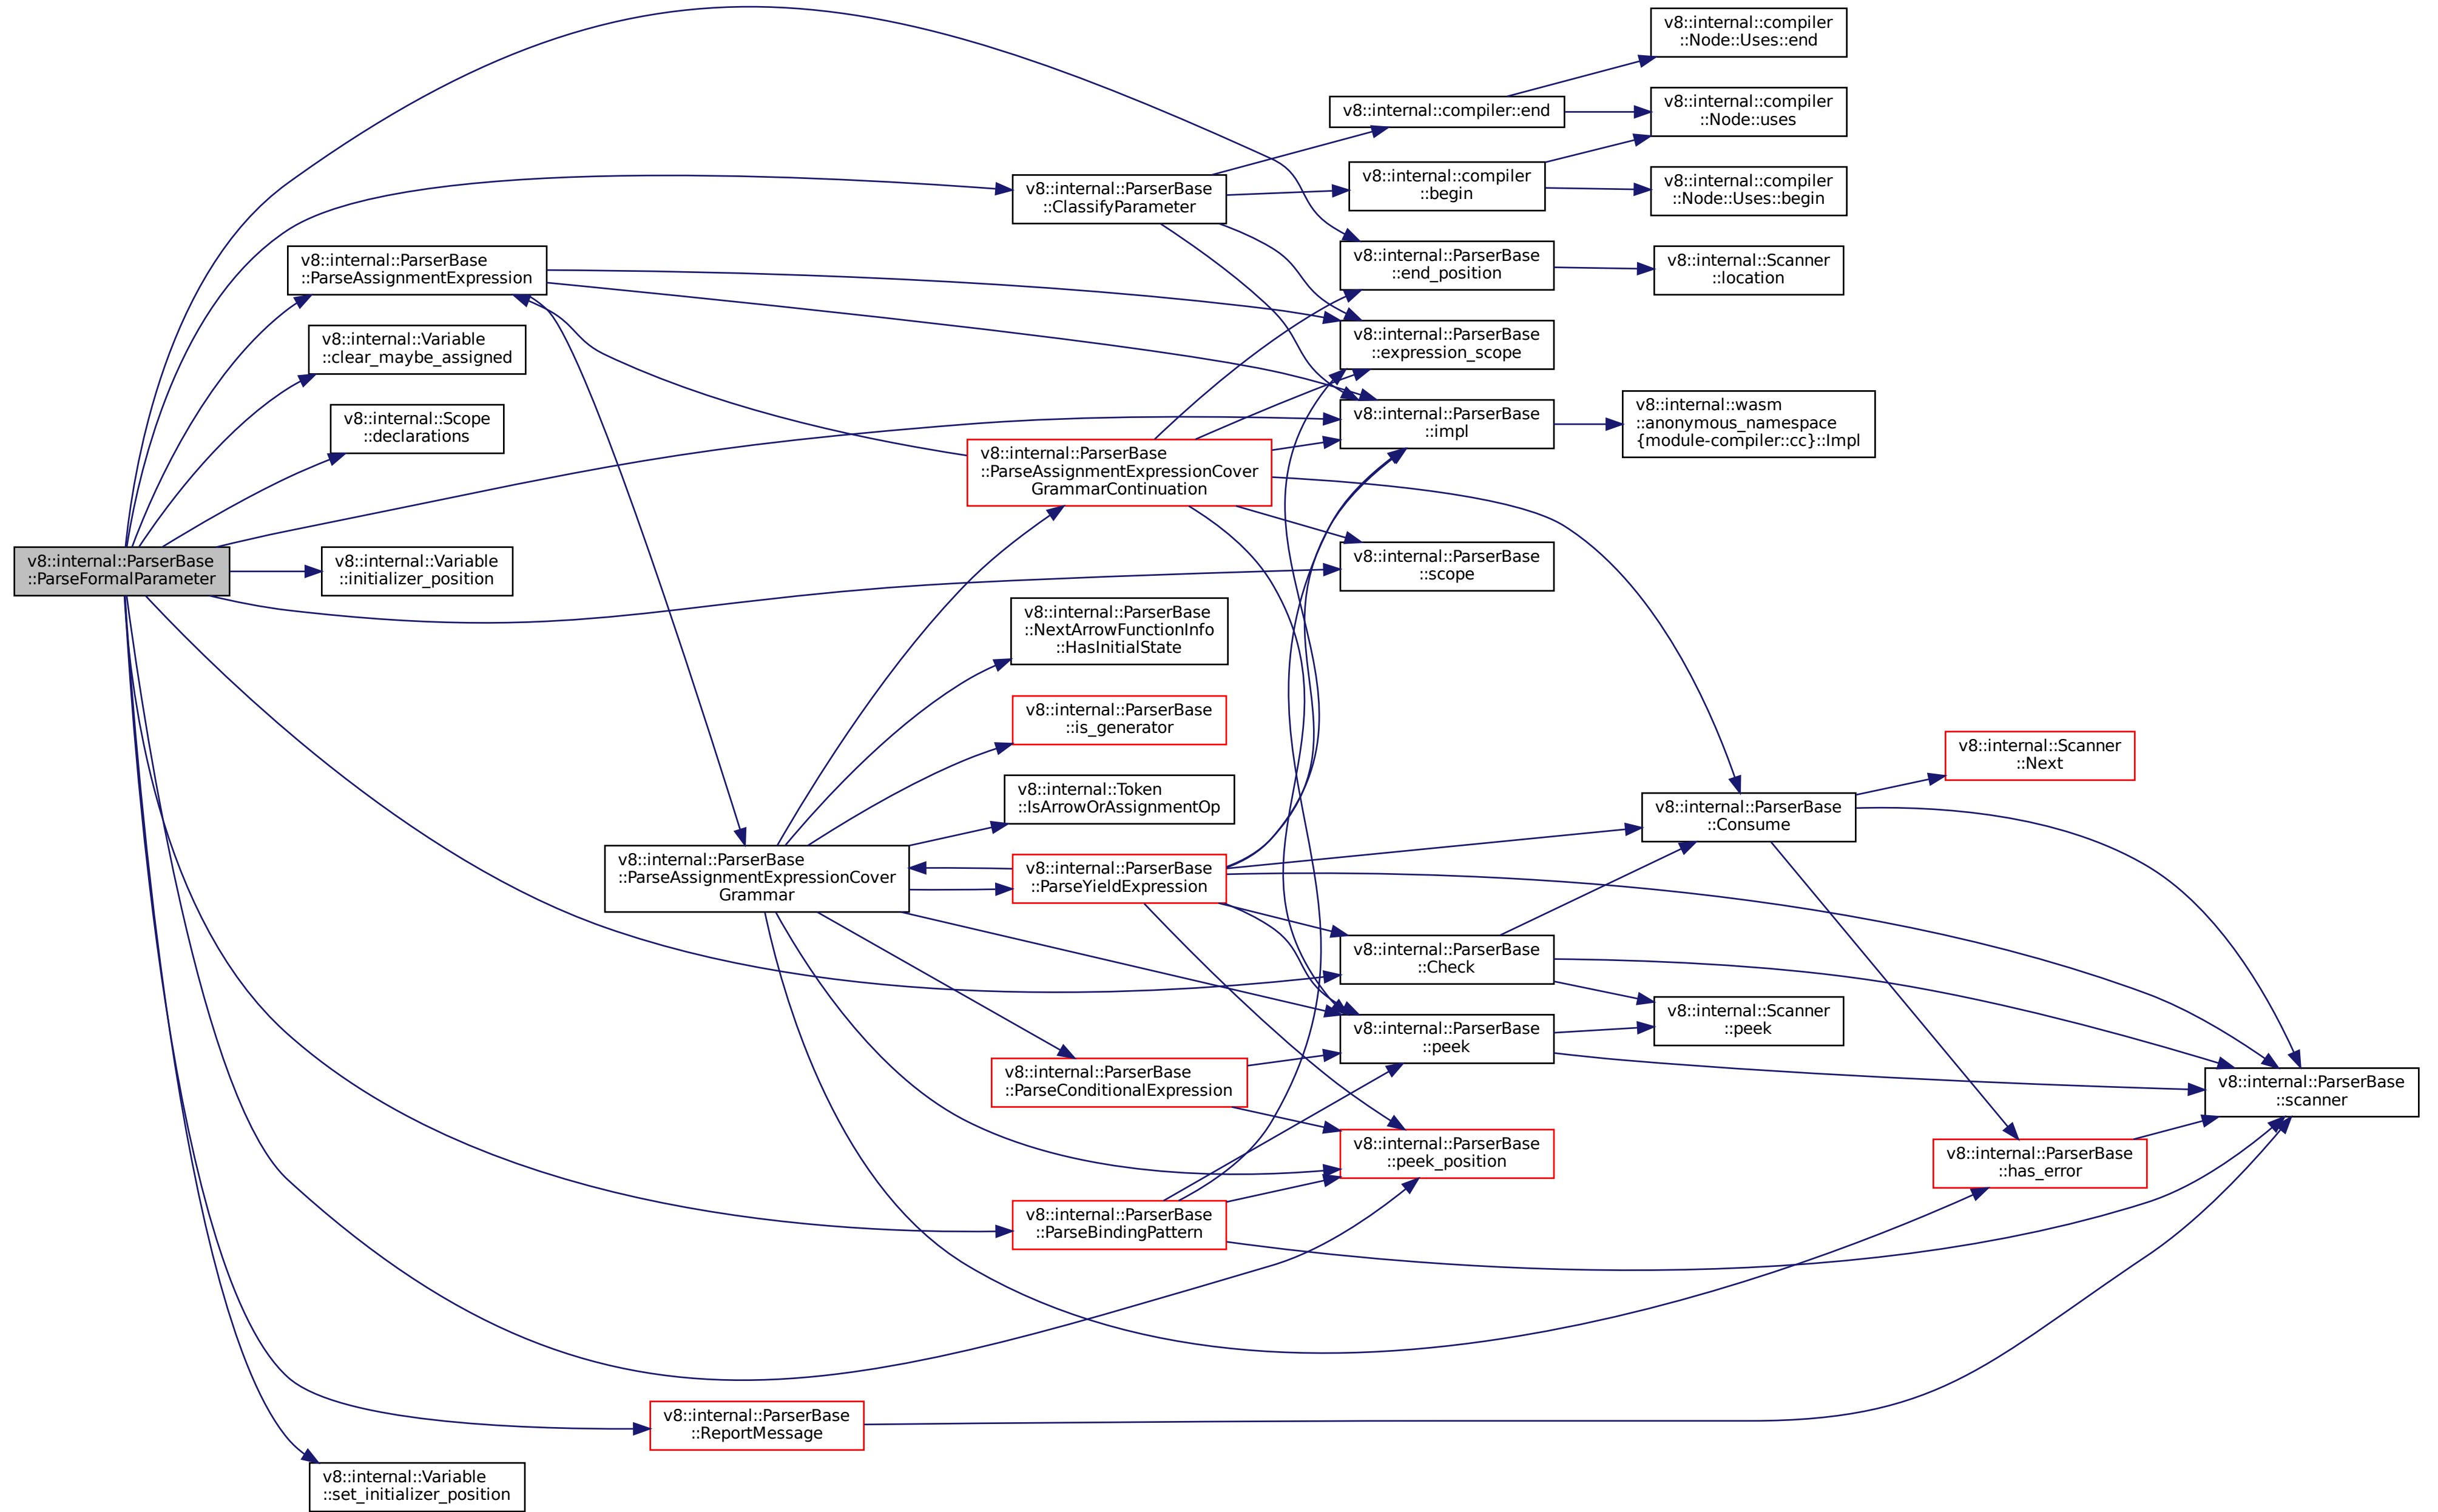 v8::internal::ParserBase
::ParseFormalParameter
v8::internal::ParserBase
::ParseAssignmentExpression
v8::internal::Variable
::clear_maybe_assigned
v8::internal::Scope
::declarations
v8::internal::Variable
::initializer_position
v8::internal::Variable
::set_initializer_position
v8::internal::ParserBase
::ParseAssignmentExpressionCover
Grammar
v8::internal::ParserBase
::ReportMessage
v8::internal::ParserBase
::ClassifyParameter
v8::internal::ParserBase
::ParseAssignmentExpressionCover
GrammarContinuation
v8::internal::ParserBase
::NextArrowFunctionInfo
::HasInitialState
v8::internal::ParserBase
::is_generator
v8::internal::Token
::IsArrowOrAssignmentOp
v8::internal::ParserBase
::ParseYieldExpression
v8::internal::ParserBase
::ParseConditionalExpression
v8::internal::ParserBase
::ParseBindingPattern
v8::internal::compiler::end
v8::internal::compiler
::begin
v8::internal::ParserBase
::end_position
v8::internal::ParserBase
::expression_scope
v8::internal::ParserBase
::impl
v8::internal::ParserBase
::scope
v8::internal::ParserBase
::Check
v8::internal::ParserBase
::peek
v8::internal::ParserBase
::peek_position
v8::internal::compiler
::Node::Uses::end
v8::internal::compiler
::Node::uses
v8::internal::compiler
::Node::Uses::begin
v8::internal::Scanner
::location
v8::internal::wasm
::anonymous_namespace
{module-compiler::cc}::Impl
v8::internal::ParserBase
::Consume
v8::internal::Scanner
::peek
v8::internal::Scanner
::Next
v8::internal::ParserBase
::has_error
v8::internal::ParserBase
::scanner